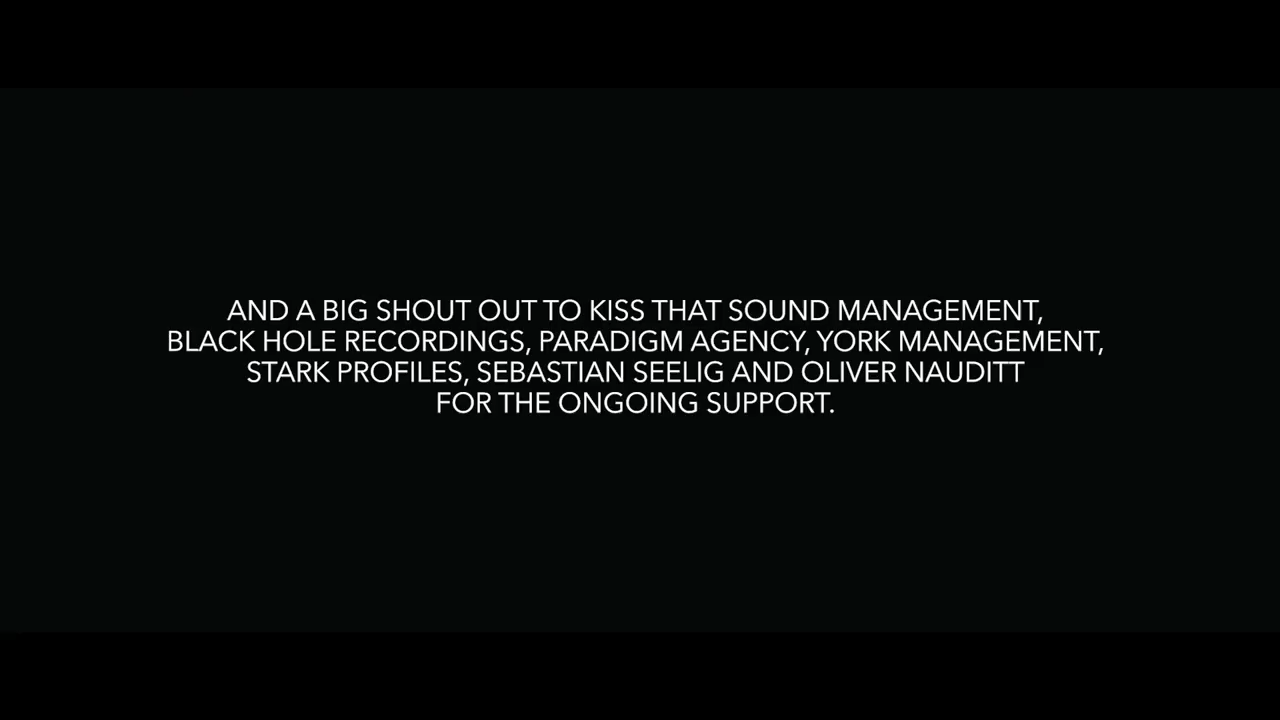 AND A BIG SHOUT OUT TO KISS THAT SOUND MANAGEMENT,
BLACK HOLE RECORDINGS, PARADIGM AGENCY, YORK MANAGEMENT,
STARK PROFILES, SEBASTIAN SEELIG AND OLIVER NAUDITT
FOR THE ONGOING SUPPORT.